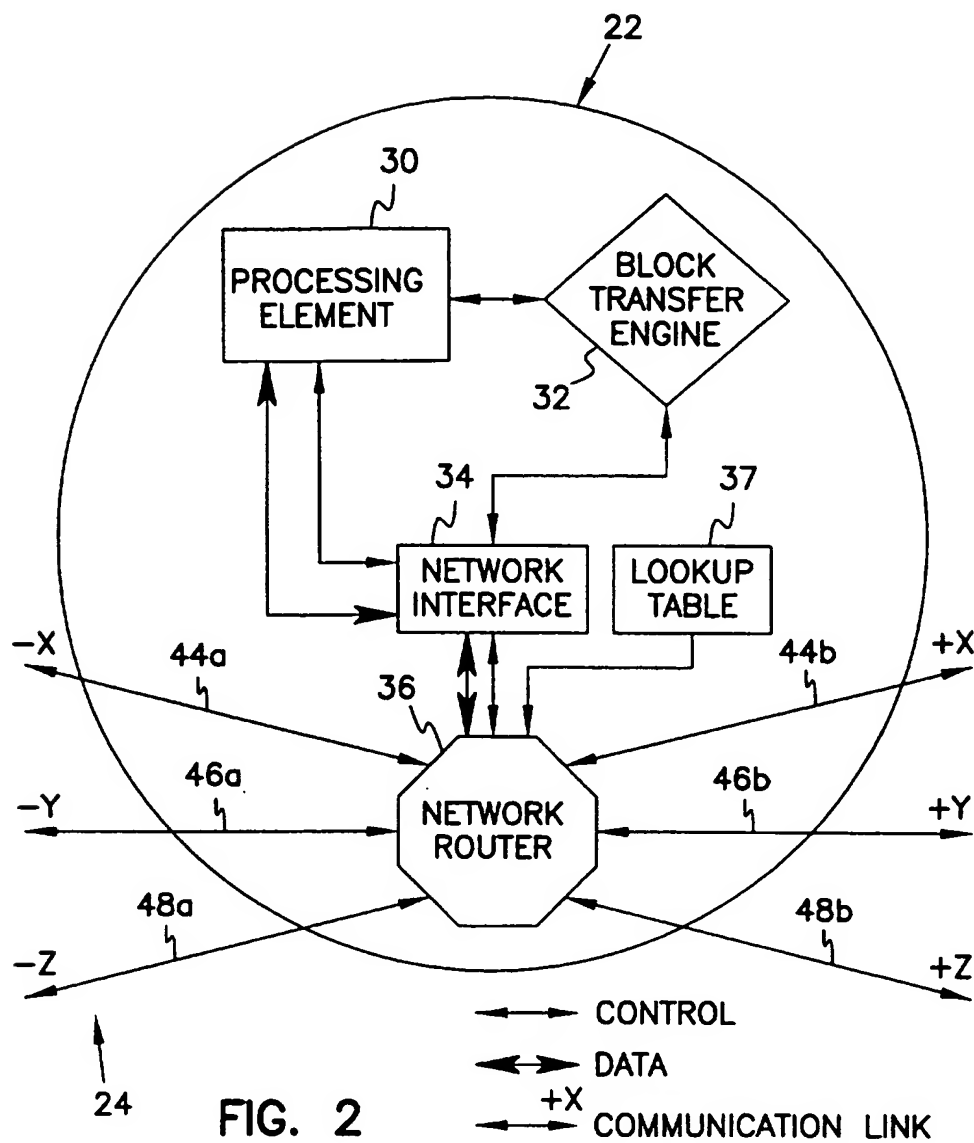 22
30
PROCESSING
ELEMENT
BLOCK
TRANSFER
ENGINE
32
34
NETWORK
INTERFACE
37
LOOKUP
TABLE
-X
44a
36
44b
+X
-Y
46a
NETWORK
ROUTER
46b
+Y
-Z
48a
48b
+Z
CONTROL
DATA
+X
COMMUNICATION LINK
24
FIG. 2